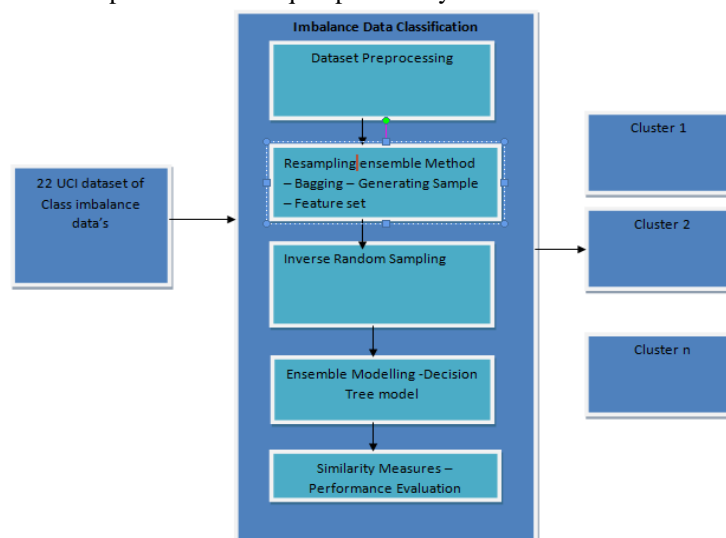 Imbalance Data Classification
Dataset Preprocessing
Resampling ensemble Method
– Bagging – Generating Sample
– Feature set
Inverse Random Sampling
Ensemble Modelling -Decision
Tree model
Similarity Measures –
Performance Evaluation
22 UCI dataset of
Class imbalance
data's
Cluster 1
Cluster 2
Cluster n